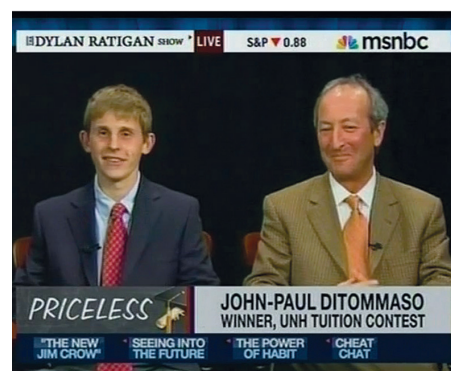 THE DYLAN RATIGAN SHOW LIVE S&P ▼ 0.88 msnbc
PRICELESS
JOHN-PAUL DITOMMASO
WINNER, UNH TUITION CONTEST
"THE NEW JIM CROW"
SEEING INTO THE FUTURE
THE POWER OF HABIT
CHEAT CHAT